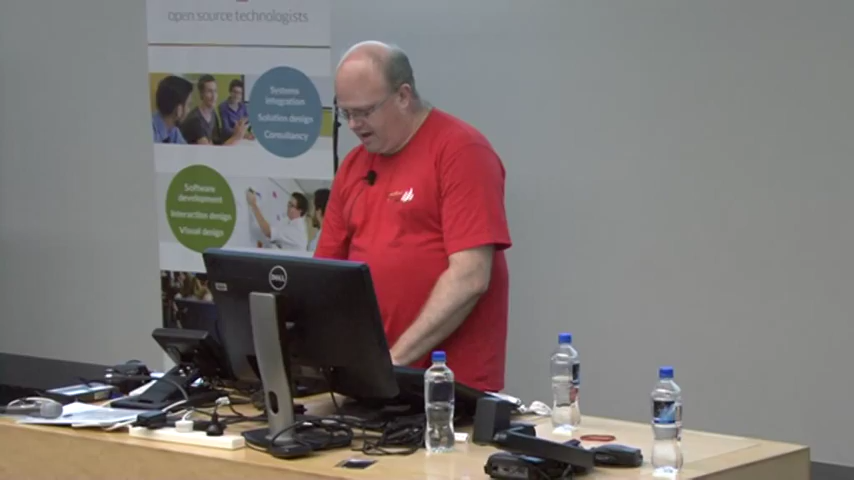 open source technologists
Systems
integration
Solution design
Consultancy
Software
development
Interaction design
Visual design
DELL